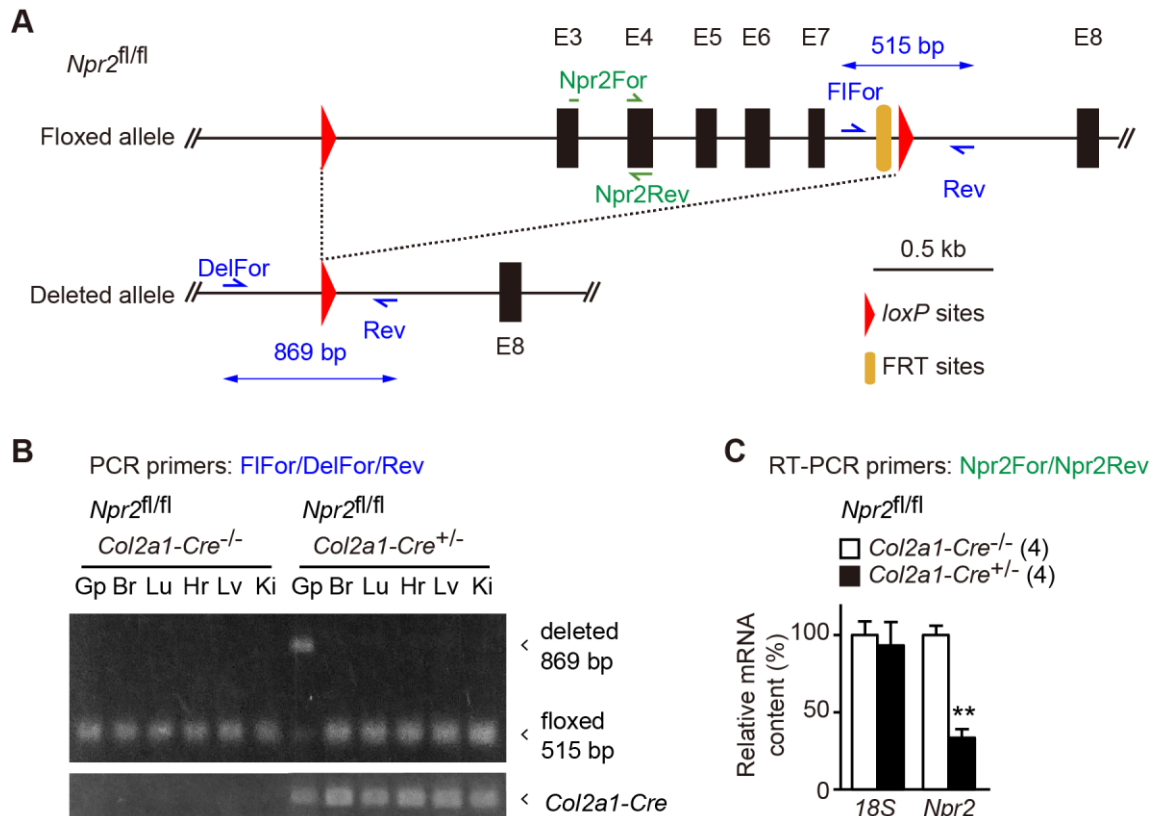 A
Npr2fl/fl
E3 E4 E5 E6 E7 515 bp E8
Npr2For
FlFor
Floxed allele
Npr2Rev
Rev
DelFor
0.5 kb
Deleted allele
loxP sites
Rev
E8
869 bp
FRT sites
B
PCR primers: FlFor/DelFor/Rev
Npr2fl/fl Npr2fl/fl
Col2a1-Cre-/- Col2a1-Cre+/-
Gp Br Lu Hr Lv Ki Gp Br Lu Hr Lv Ki
< deleted
869 bp
floxed
< 515 bp
< Col2a1-Cre
C
RT-PCR primers: Npr2For/Npr2Rev
Npr2fl/fl
Col2a1-Cre-/- (4)
Col2a1-Cre+/- (4)
Relative mRNA
content (%)
100
50
0
**
18S Npr2